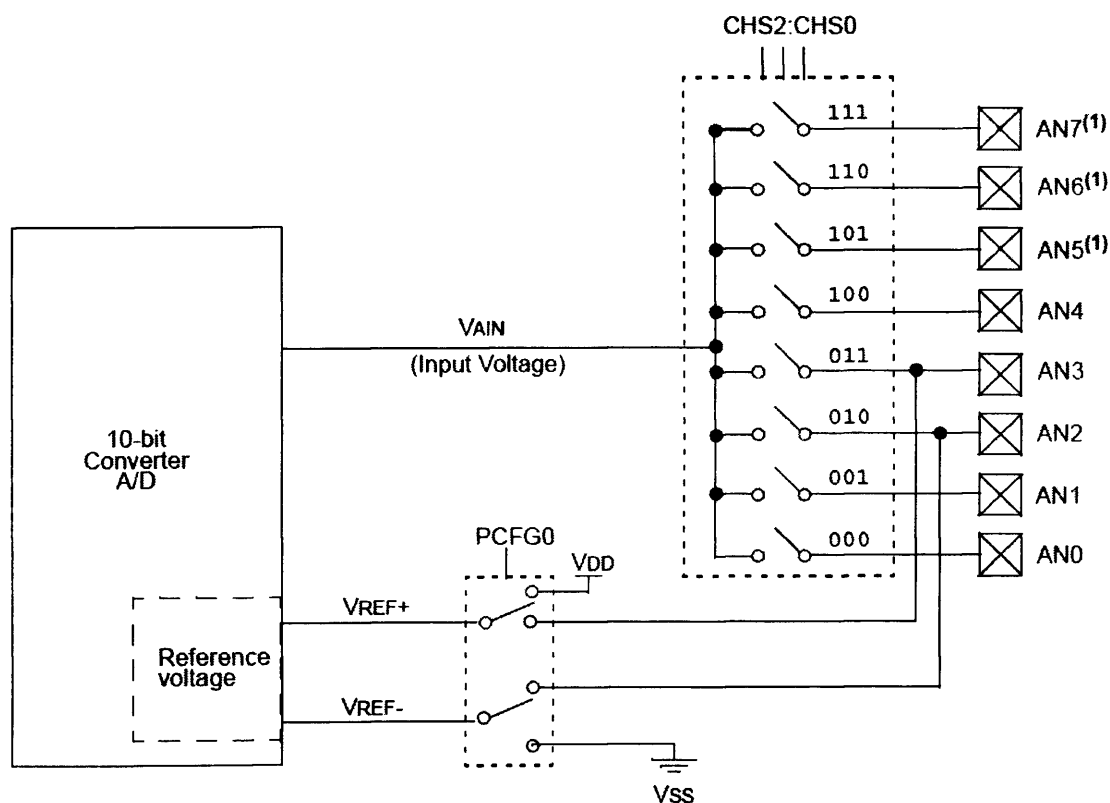 CHS2:CHS0
111 AN7(1)
110 AN6(1)
101 AN5(1)
100 AN4
VAIN
(Input Voltage)
011 AN3
010 AN2
10-bit
Converter
A/D
001 AN1
PCFG0
000 AN0
VDD
VREF+
Reference
voltage
VREF-
VSS